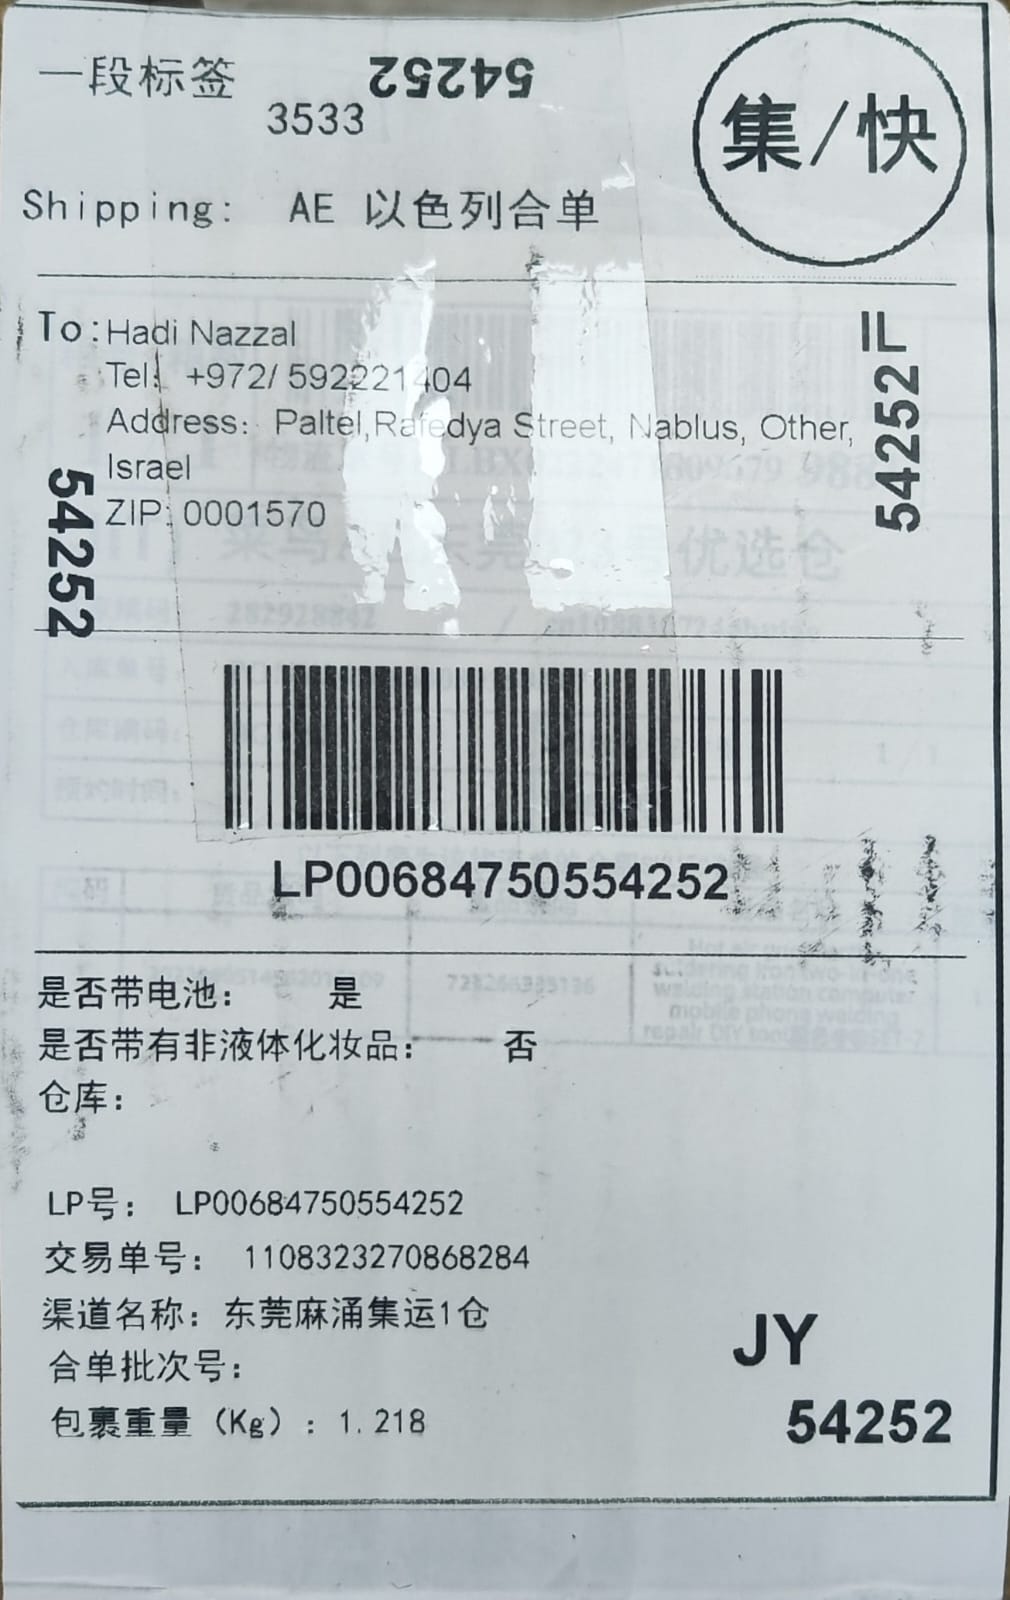 一段标签
54252
3533
集/快
Shipping: AE 以色列合单
To: Hadi Nazzal
Tel: +972/ 592221404
Address: Paltel,Rafedya Street, Nablus, Other,
Israel
ZIP: 0001570
54252IL
54252
LP00684750554252
是否带电池： 是
是否带有非液体化妆品： 否
仓库：
LP号： LP00684750554252
交易单号： 1108323270868284
渠道名称：东莞麻涌集运1仓
合单批次号：
包裹重量（Kg）：1.218
JY
54252